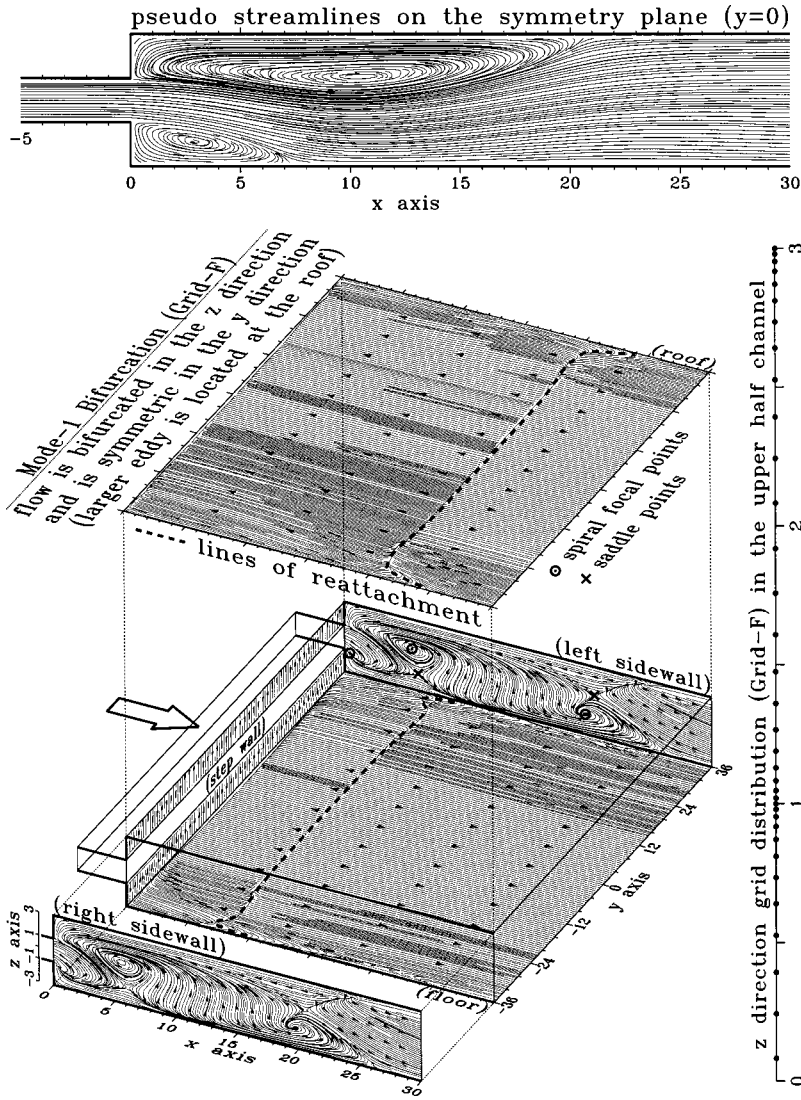 pseudo streamlines on the symmetry plane (y=0)
-5
0 5 10 15 20 25 30
x axis
Mode-1 Bifurcation (Grid-F)
flow is bifurcated in the z direction
and is symmetric in the y direction
(larger eddy is located at the roof)
(roof)
spiral focal points
× saddle points
lines of reattachment
(left sidewall)
(step wall)
36
24
12
0
-12
-24
-36
y axis
(right sidewall)
(floor)
z axis
-3 -1 1 3
0 5 10 15 20 25 30
x axis
z direction grid distribution (Grid-F) in the upper half channel
0 1 2 3